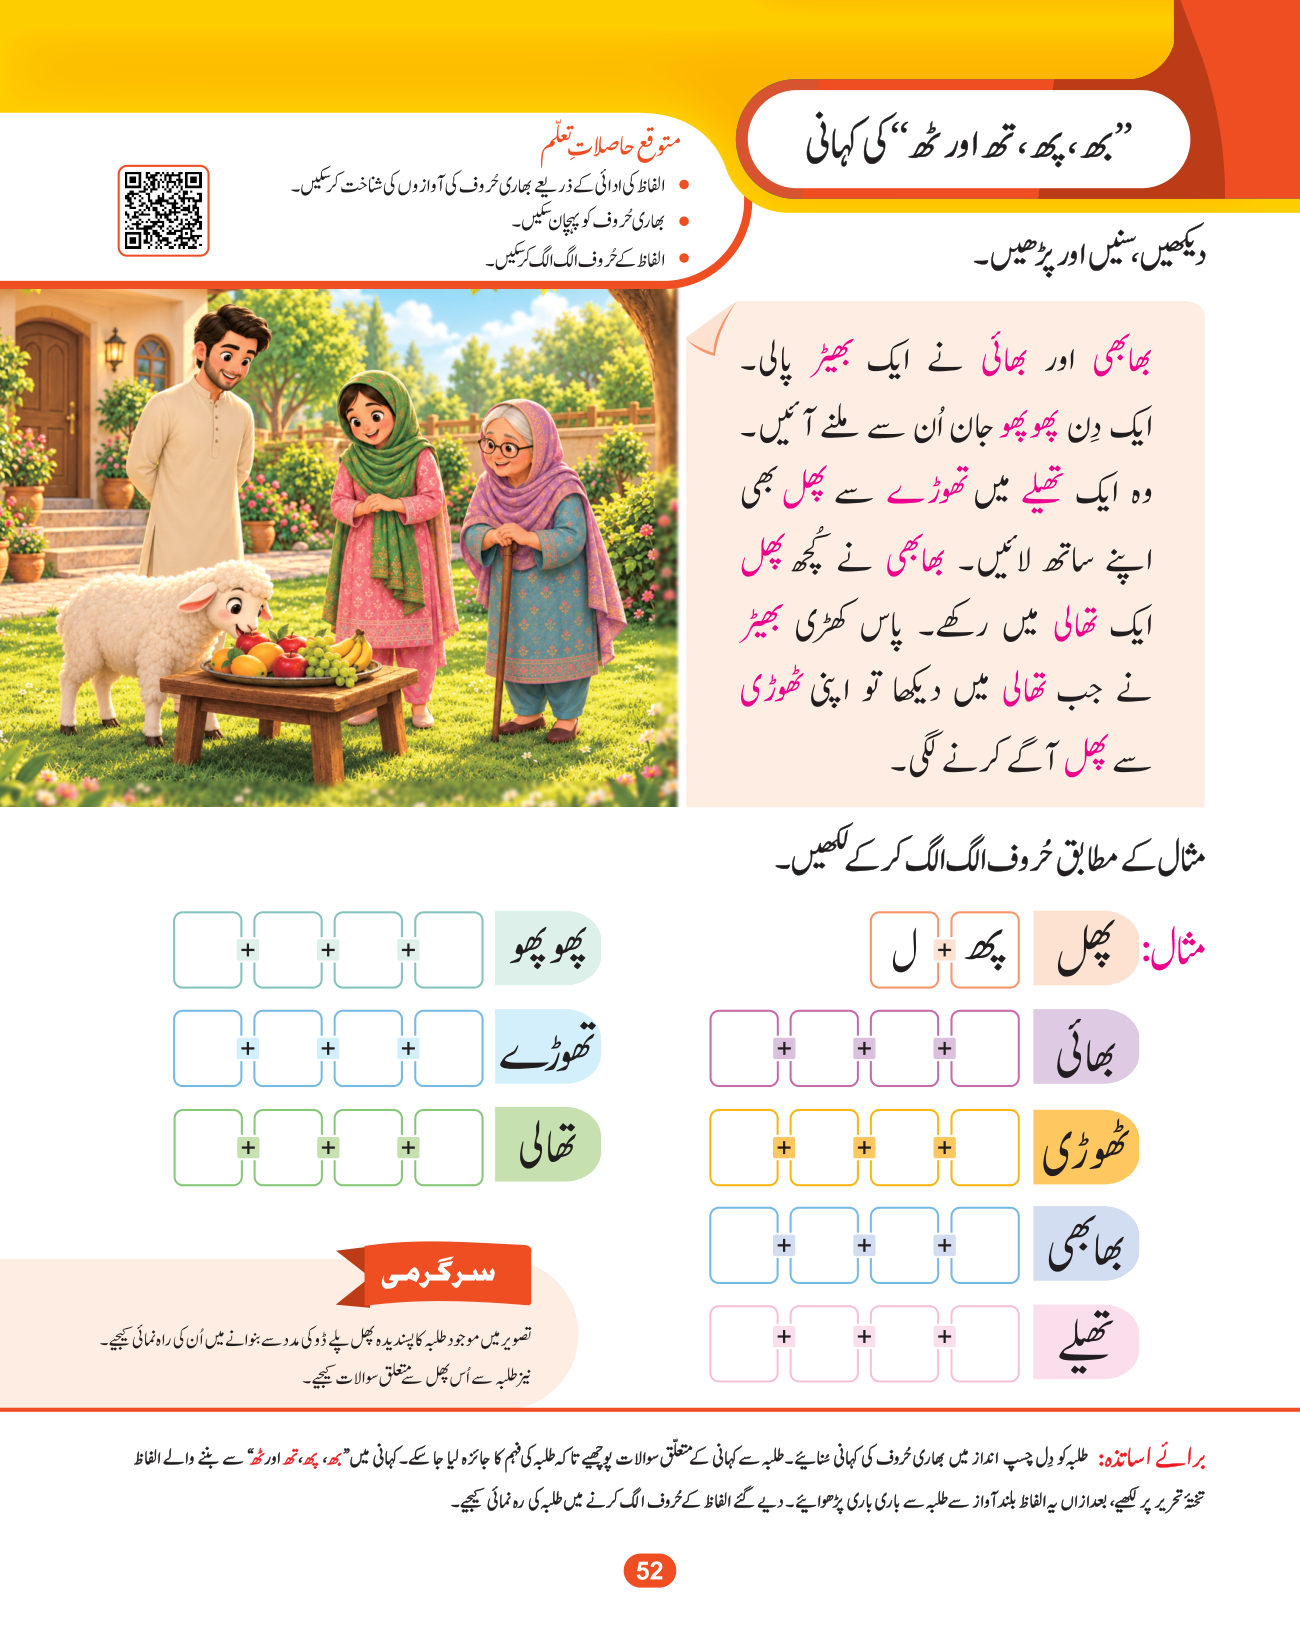 ”بھ، پھ، تھ اور ٹھ“ کی کہانی
متوقع حاصلاتِ تعلّم
• الفاظ کی ادائی کے ذریعے بھاری حُروف کی آوازوں کی شناخت کر سکیں۔
• بھاری حُروف کو پہچان سکیں۔
• الفاظ کے حُروف الگ الگ کر سکیں۔
دیکھیں، سنیں اور پڑھیں۔
بھابھی اور بھائی نے ایک بھیڑ پالی۔
ایک دِن پھوپھو جان اُن سے ملنے آئیں۔
وہ ایک تھیلے میں تھوڑے سے پھل بھی
اپنے ساتھ لائیں۔ بھابھی نے کُچھ پھل
ایک تھالی میں رکھے۔ پاس کھڑی بھیڑ
نے جب تھالی میں دیکھا تو اپنی ٹھوڑی
سے پھل آگے کرنے لگی۔
مثال کے مطابق حُروف الگ الگ کر کے لکھیں۔
مثال: پھل پھ + ل
پھوپھو + + +
بھائی + + +
تھوڑے + + +
ٹھوڑی + + +
تھالی + + +
بھابھی + + +
تھیلے + + +
سرگرمی
تصویر میں موجود طلبہ کا پسندیدہ پھل پلے ڈو کی مدد سے بنوانے میں اُن کی راہ نمائی کیجیے۔
نیز طلبہ سے اُس پھل سے متعلق سوالات کیجیے۔
برائے اساتذہ: طلبہ کو دِل چسپ انداز میں بھاری حُروف کی کہانی سُنائیے۔ طلبہ سے کہانی کے متعلّق سوالات پوچھیے تاکہ طلبہ کی فہم کا جائزہ لیا جا سکے۔ کہانی میں ”بھ، پھ، تھ اور ٹھ“ سے بننے والے الفاظ
تختۂ تحریر پر لکھیے، بعدازاں یہ الفاظ بلند آواز سے طلبہ سے باری باری پڑھوائیے۔ دیے گئے الفاظ کے حُروف الگ کرنے میں طلبہ کی رہ نمائی کیجیے۔
52